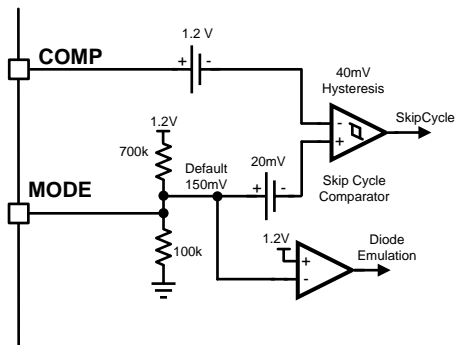 COMP
1.2 V
+ -
40mV
Hysteresis
SkipCycle
-
+
1.2V
700k
Default
150mV
20mV
+ -
Skip Cycle
Comparator
MODE
100k
1.2V
+
-
Diode
Emulation